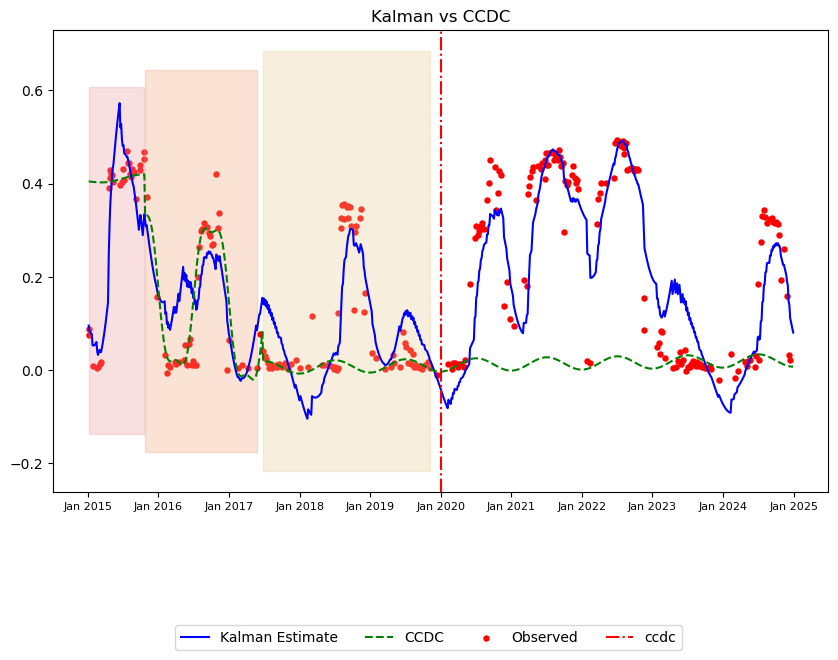 Kalman vs CCDC
0.6
0.4
0.2
0.0
−0.2
Jan 2015 Jan 2016 Jan 2017 Jan 2018 Jan 2019 Jan 2020 Jan 2021 Jan 2022 Jan 2023 Jan 2024 Jan 2025
Kalman Estimate CCDC Observed ccdc